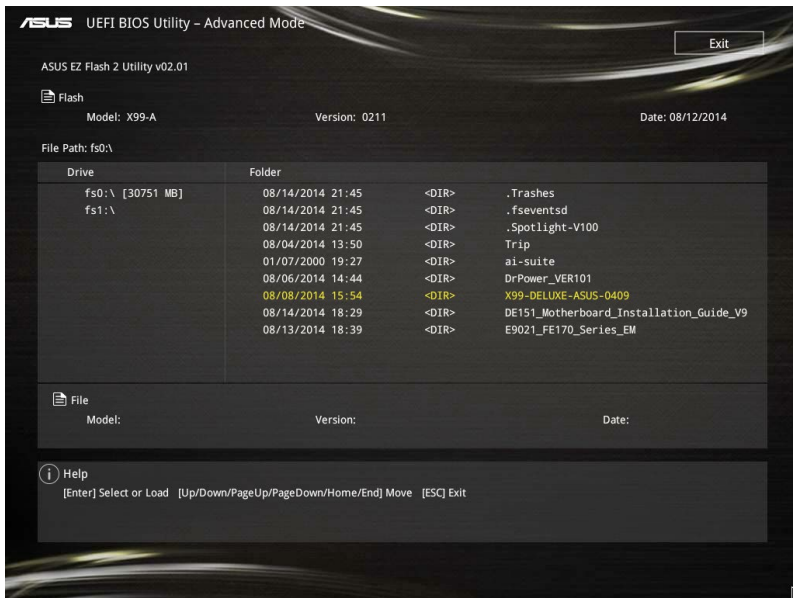 ASUS UEFI BIOS Utility – Advanced Mode
Exit
ASUS EZ Flash 2 Utility v02.01
Flash
Model: X99-A Version: 0211 Date: 08/12/2014
File Path: fs0:\
Drive Folder
fs0:\ [30751 MB] 08/14/2014 21:45 <DIR> .Trashes
fs1:\ 08/14/2014 21:45 <DIR> .fseventsd
08/14/2014 21:45 <DIR> .Spotlight-V100
08/04/2014 13:50 <DIR> Trip
01/07/2000 19:27 <DIR> ai-suite
08/06/2014 14:44 <DIR> DrPower_VER101
08/08/2014 15:54 <DIR> X99-DELUXE-ASUS-0409
08/14/2014 18:29 <DIR> DE151_Motherboard_Installation_Guide_V9
08/13/2014 18:39 <DIR> E9021_FE170_Series_EM
File
Model: Version: Date:
Help
[Enter] Select or Load [Up/Down/PageUp/PageDown/Home/End] Move [ESC] Exit